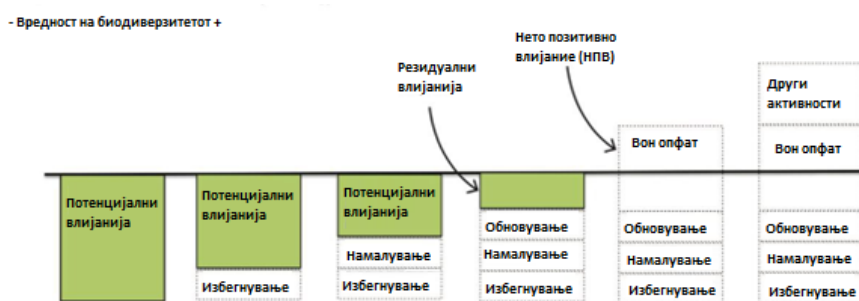 - Вредност на биодиверзитетот +
Нето позитивно
влијание (НПВ)
Резидуални
влијанија
Други
активности
Вон опфат
Вон опфат
Потенцијални
влијанија
Потенцијални
влијанија
Потенцијални
влијанија
Обновување
Обновување
Обновување
Намалување
Намалување
Намалување
Намалување
Избегнување
Избегнување
Избегнување
Избегнување
Избегнување